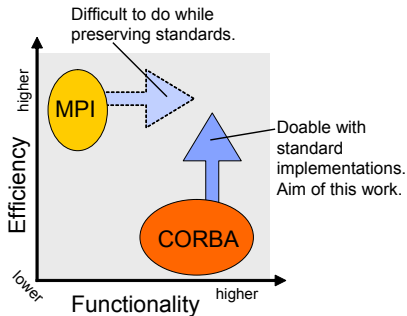 Difficult to do while
preserving standards.
higher
MPI
Doable with
standard
implementations.
Aim of this work.
Efficiency
CORBA
lower
Functionality
higher